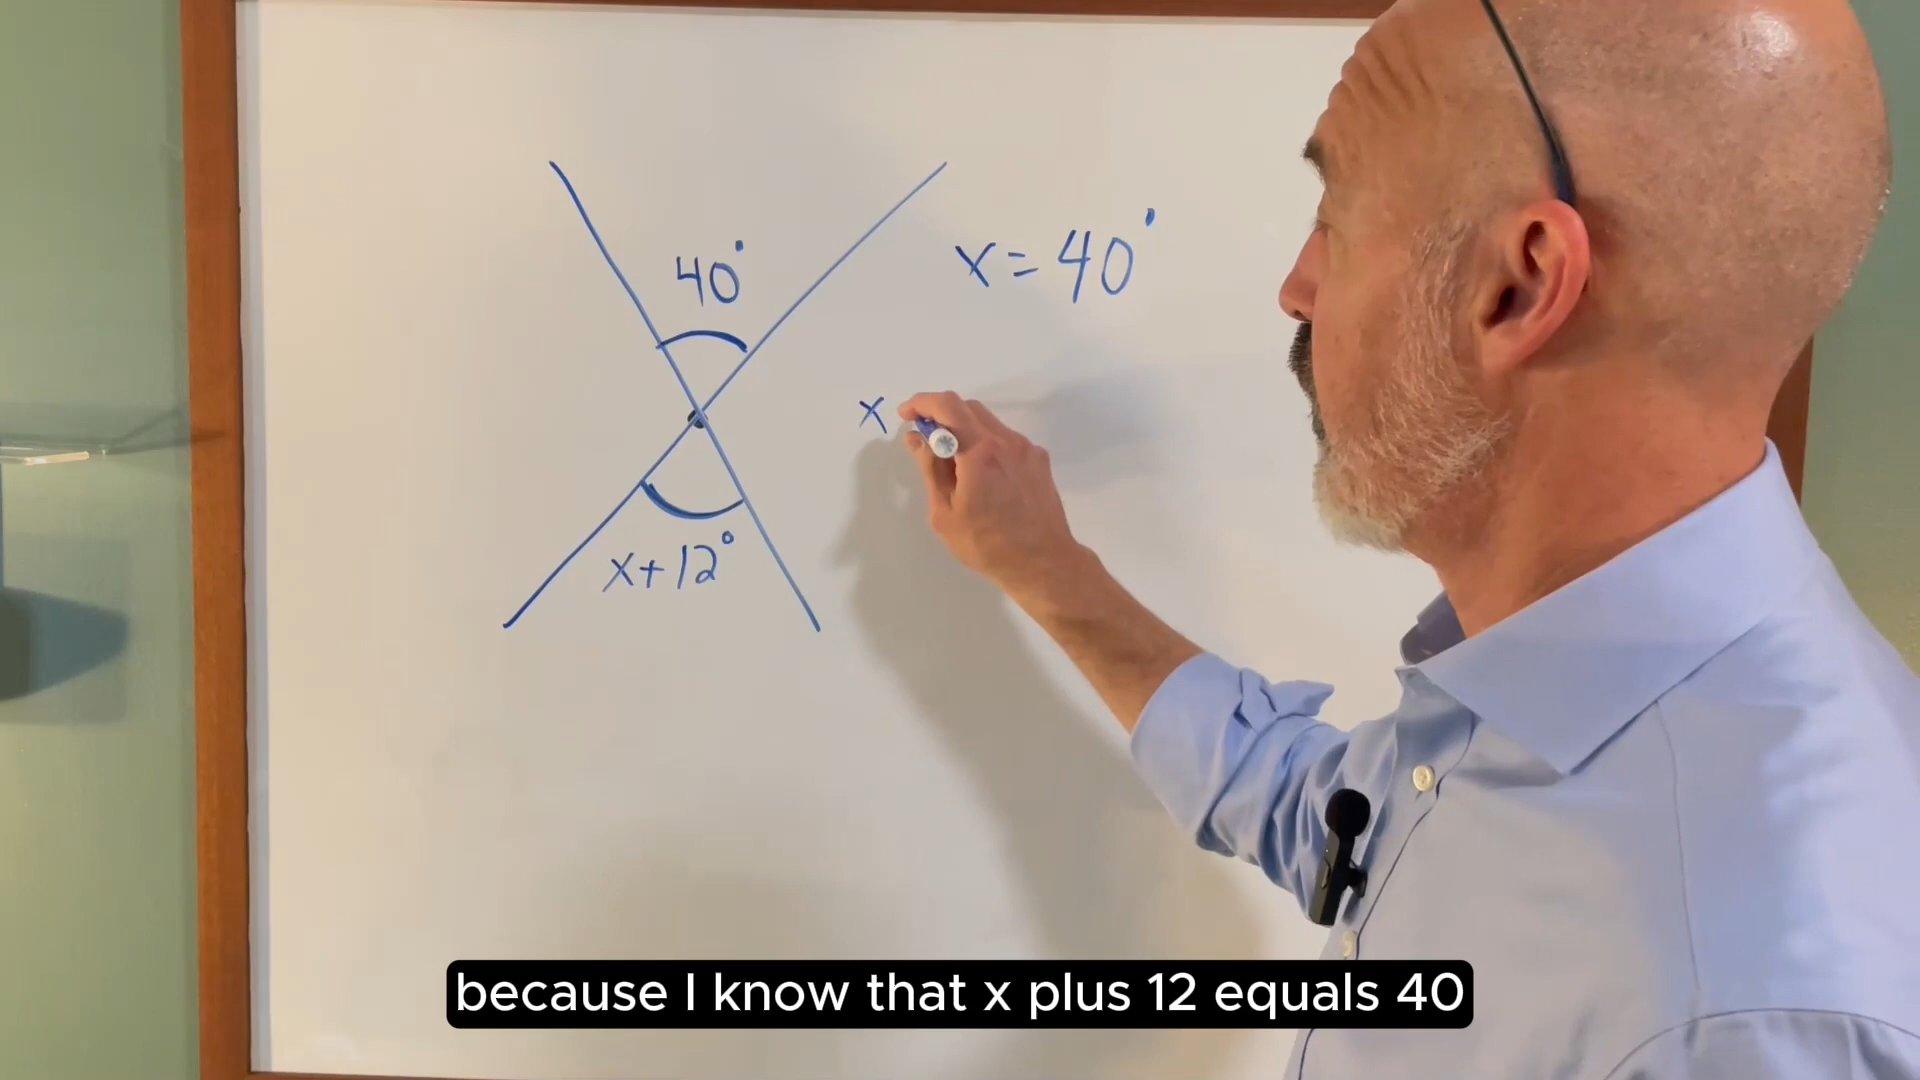 40°
x = 40°
x
x + 12°
because I know that x plus 12 equals 40